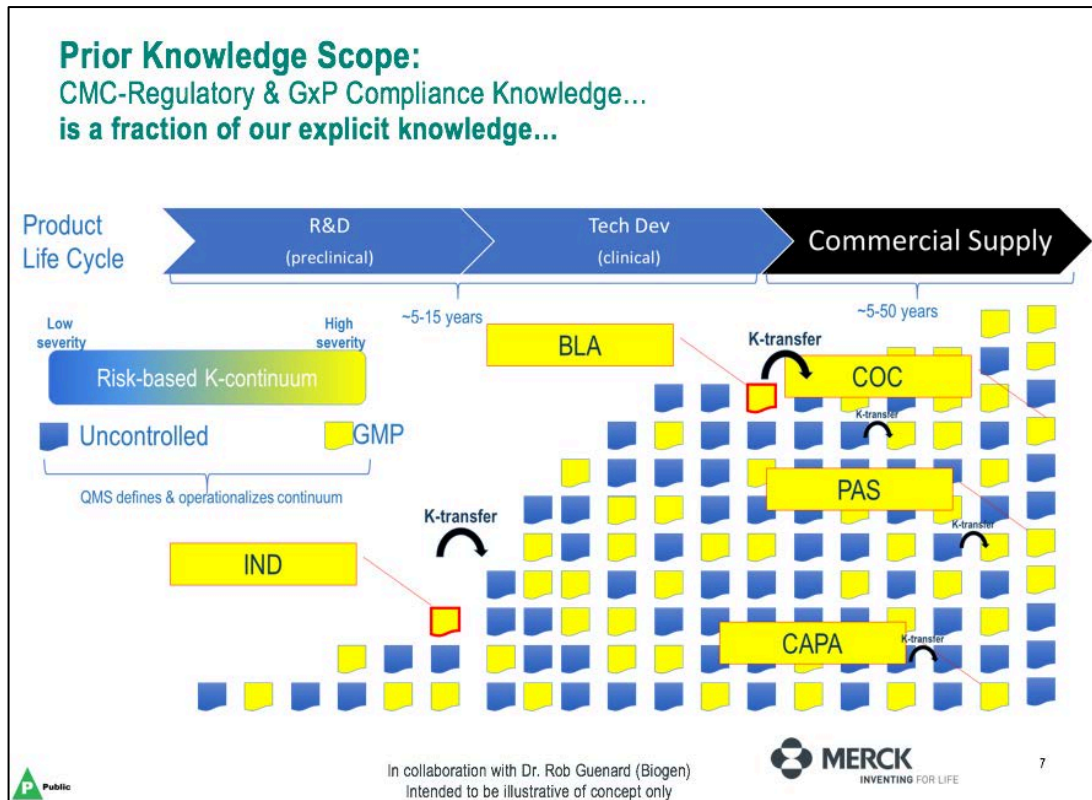 Prior Knowledge Scope:
CMC-Regulatory & GxP Compliance Knowledge…
is a fraction of our explicit knowledge…
Product
Life Cycle
R&D
(preclinical)
Tech Dev
(clinical)
Commercial Supply
~5-15 years
~5-50 years
Low
severity
High
severity
Risk-based K-continuum
Uncontrolled
GMP
QMS defines & operationalizes continuum
BLA
K-transfer
COC
K-transfer
PAS
K-transfer
K-transfer
IND
CAPA
K-transfer
P Public
In collaboration with Dr. Rob Guenard (Biogen)
Intended to be illustrative of concept only
MERCK
INVENTING FOR LIFE
7